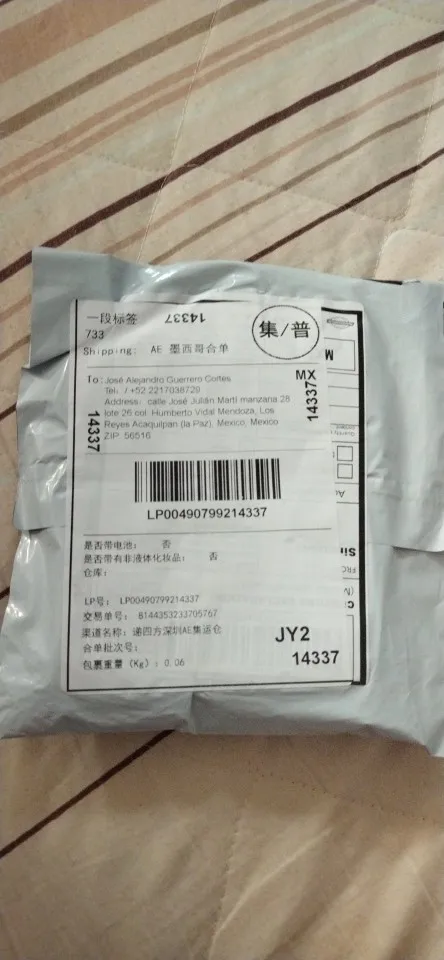 一段标签
14337
集/普
733
Shipping: AE 墨西哥合单
To: José Alejandro Guerrero Cortes
MX
Tel: / +52 2217038729
Address: calle José Julián Martí manzana 28
lote 26 col. Humberto Vidal Mendoza, Los
Reyes Acaquilpan (la Paz), Mexico, Mexico
ZIP: 56516
14337
14337
LP00490799214337
是否带电池: 否
是否带有非液体化妆品: 否
仓库:
LP号: LP00490799214337
交易单号: 8144353233705767
渠道名称: 递四方深圳AE集运仓
JY2
合单批次号:
14337
包裹重量 (Kg): 0.06
M